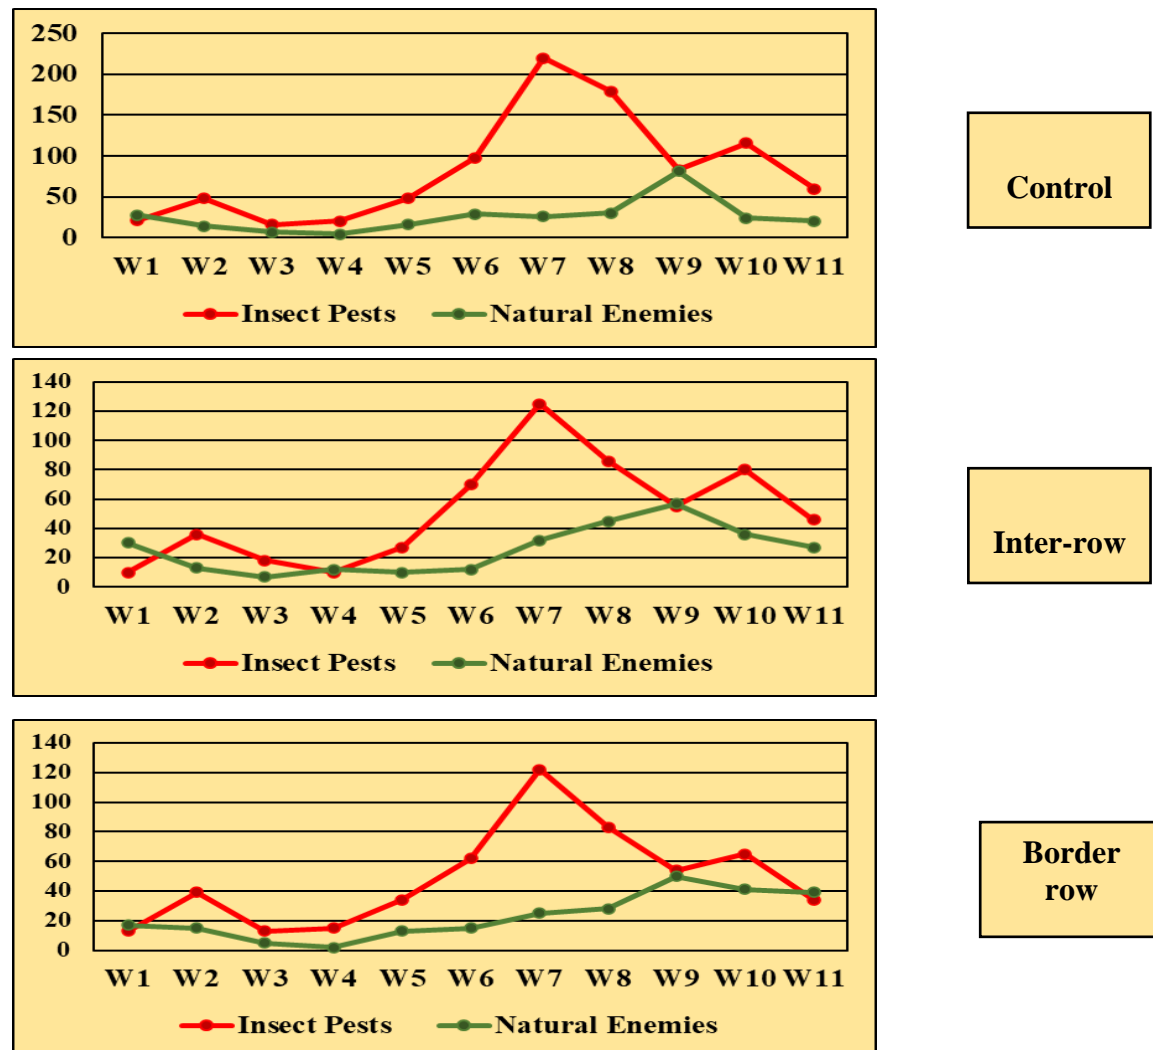 250
200
150
100
50
0
W1 W2 W3 W4 W5 W6 W7 W8 W9 W10 W11
Insect Pests Natural Enemies
Control
140
120
100
80
60
40
20
0
W1 W2 W3 W4 W5 W6 W7 W8 W9 W10 W11
Insect Pests Natural Enemies
Inter-row
140
120
100
80
60
40
20
0
W1 W2 W3 W4 W5 W6 W7 W8 W9 W10 W11
Insect Pests Natural Enemies
Border
row